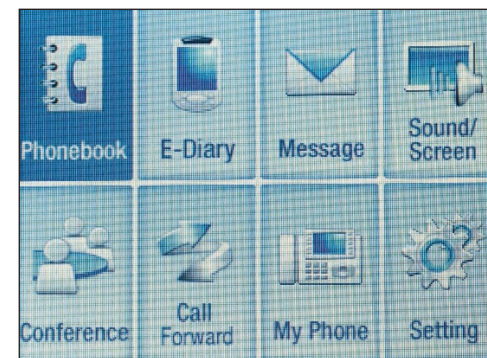 Phonebook
E-Diary
Message
Sound/
Screen
Conference
Call
Forward
My Phone
Setting